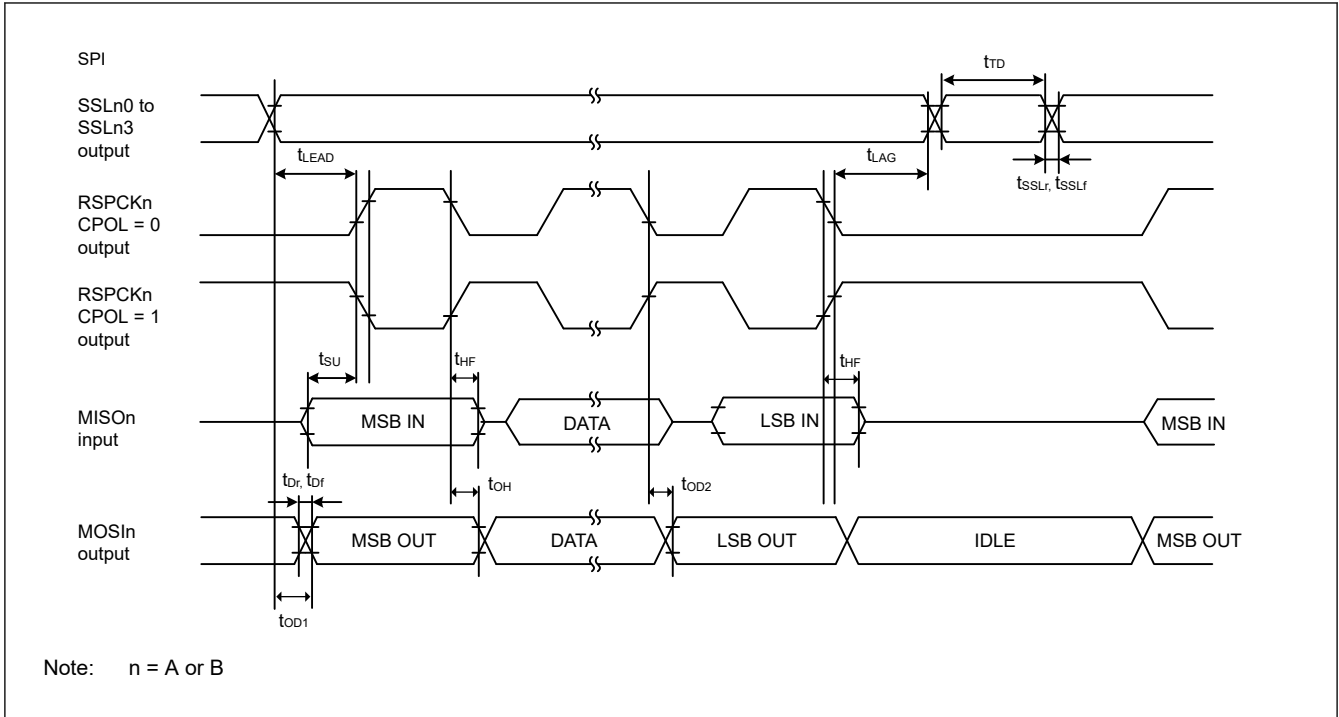 SPI
tTD
SSLn0 to
SSLn3
output
tLEAD
tLAG
tSSLr, tSSLf
RSPCKn
CPOL = 0
output
RSPCKn
CPOL = 1
output
tSU
tHF
tHF
MISOn
input
MSB IN
DATA
LSB IN
MSB IN
tDr, tDf
tOH
tOD2
MOSIn
output
MSB OUT
DATA
LSB OUT
IDLE
MSB OUT
tOD1
Note: n = A or B